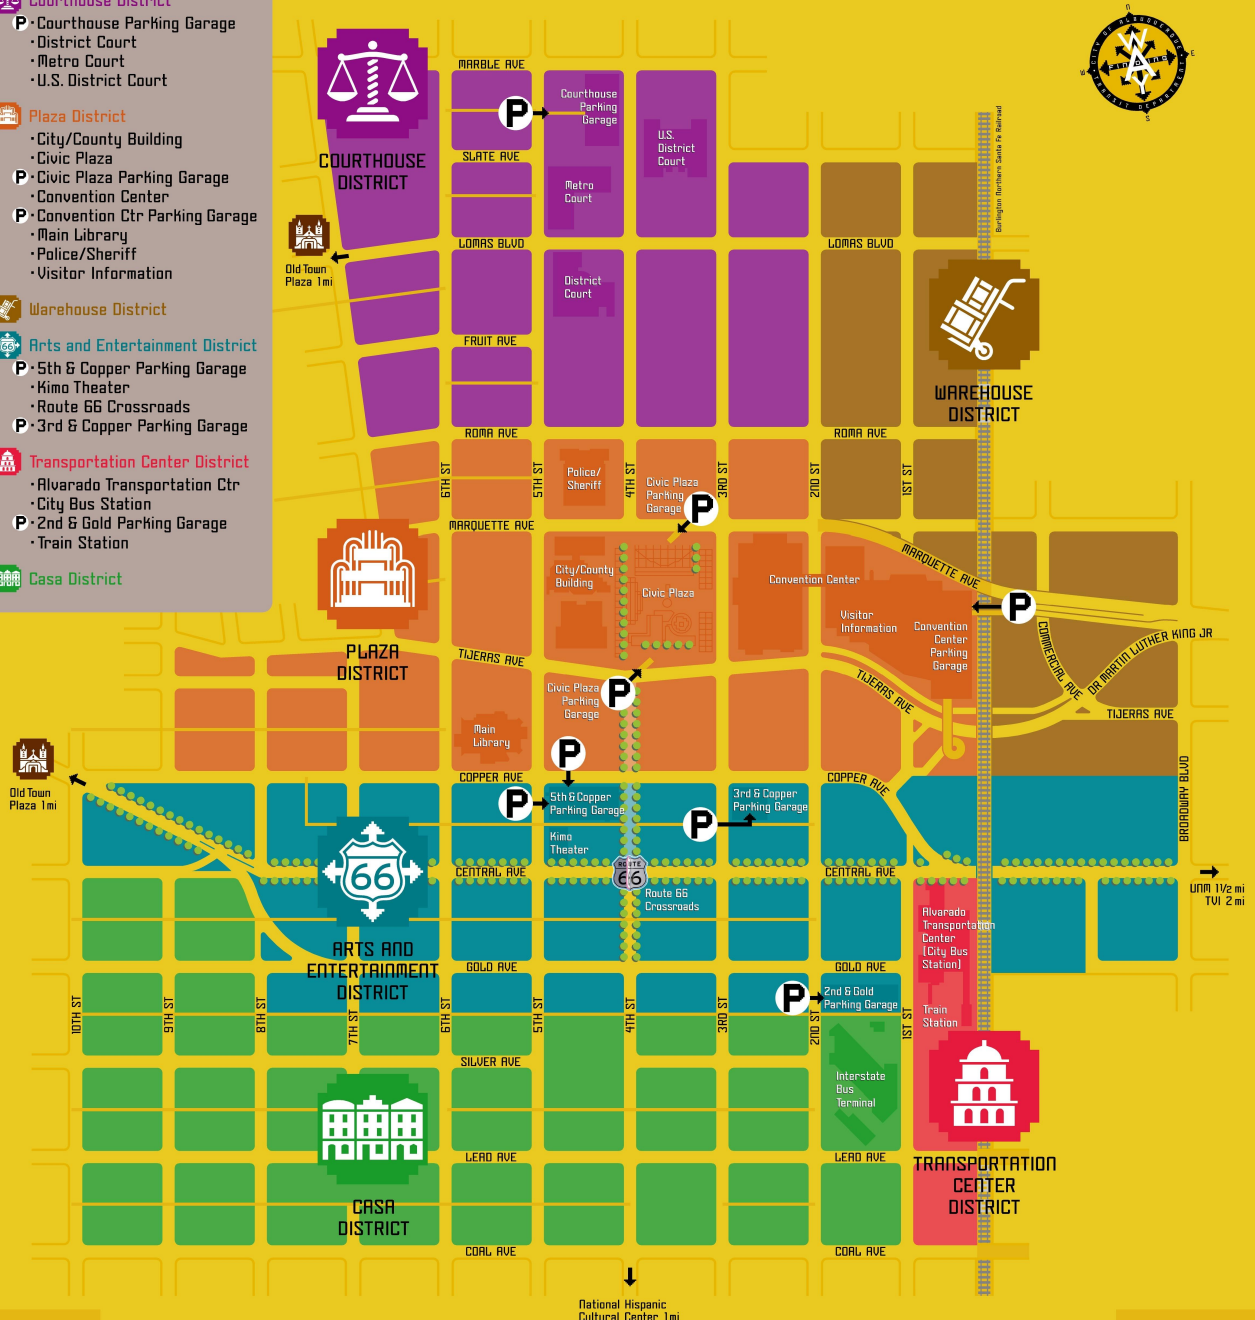 Courthouse District
P · Courthouse Parking Garage
· District Court
· Metro Court
· U.S. District Court
Plaza District
· City/County Building
· Civic Plaza
P · Civic Plaza Parking Garage
· Convention Center
P · Convention Ctr Parking Garage
· Main Library
· Police/Sheriff
· Visitor Information
Warehouse District
66
Arts and Entertainment District
P · 5th & Copper Parking Garage
· Kimo Theater
· Route 66 Crossroads
P · 3rd & Copper Parking Garage
Transportation Center District
· Alvarado Transportation Ctr
· City Bus Station
P · 2nd & Gold Parking Garage
· Train Station
Casa District
N
E
S
W
CITY OF ALBUQUERQUE
TRANSIT DEPARTMENT
WAY
FINDING
MARBLE AVE
P
Courthouse
Parking
Garage
U.S.
District
Court
Burlington Northern Santa Fe Railroad
SLATE AVE
COURTHOUSE
DISTRICT
Metro
Court
LOMAS BLVD
LOMAS BLVD
Old Town
Plaza 1mi
District
Court
FRUIT AVE
WAREHOUSE
DISTRICT
ROMA AVE
ROMA AVE
6TH ST
5TH ST
4TH ST
3RD ST
2ND ST
1ST ST
Police/
Sheriff
Civic Plaza
Parking
Garage
P
MARQUETTE AVE
MARQUETTE AVE
City/County
Building
Civic Plaza
Convention Center
Visitor
Information
Convention
Center
Parking
Garage
P
COMMERCIAL AVE
DR MARTIN LUTHER KING JR
PLAZA
DISTRICT
TIJERAS AVE
TIJERAS AVE
TIJERAS AVE
Civic Plaza
Parking
Garage
P
Main
Library
P
Old Town
Plaza 1mi
COPPER AVE
COPPER AVE
BROADWAY BLVD
P
5th & Copper
Parking Garage
3rd & Copper
Parking Garage
P
Kimo
Theater
66
ROUTE
66
CENTRAL AVE
CENTRAL AVE
UNM 1 1/2 mi
TVI 2 mi
Route 66
Crossroads
Alvarado
Transportation
Center
[City Bus
Station]
ARTS AND
ENTERTAINMENT
DISTRICT
GOLD AVE
GOLD AVE
P
2nd & Gold
Parking Garage
10TH ST
9TH ST
8TH ST
7TH ST
6TH ST
5TH ST
4TH ST
3RD ST
2ND ST
1ST ST
Train
Station
SILVER AVE
Interstate
Bus
Terminal
LEAD AVE
LEAD AVE
TRANSPORTATION
CENTER
DISTRICT
CASA
DISTRICT
COAL AVE
COAL AVE
National Hispanic
Cultural Center 1mi